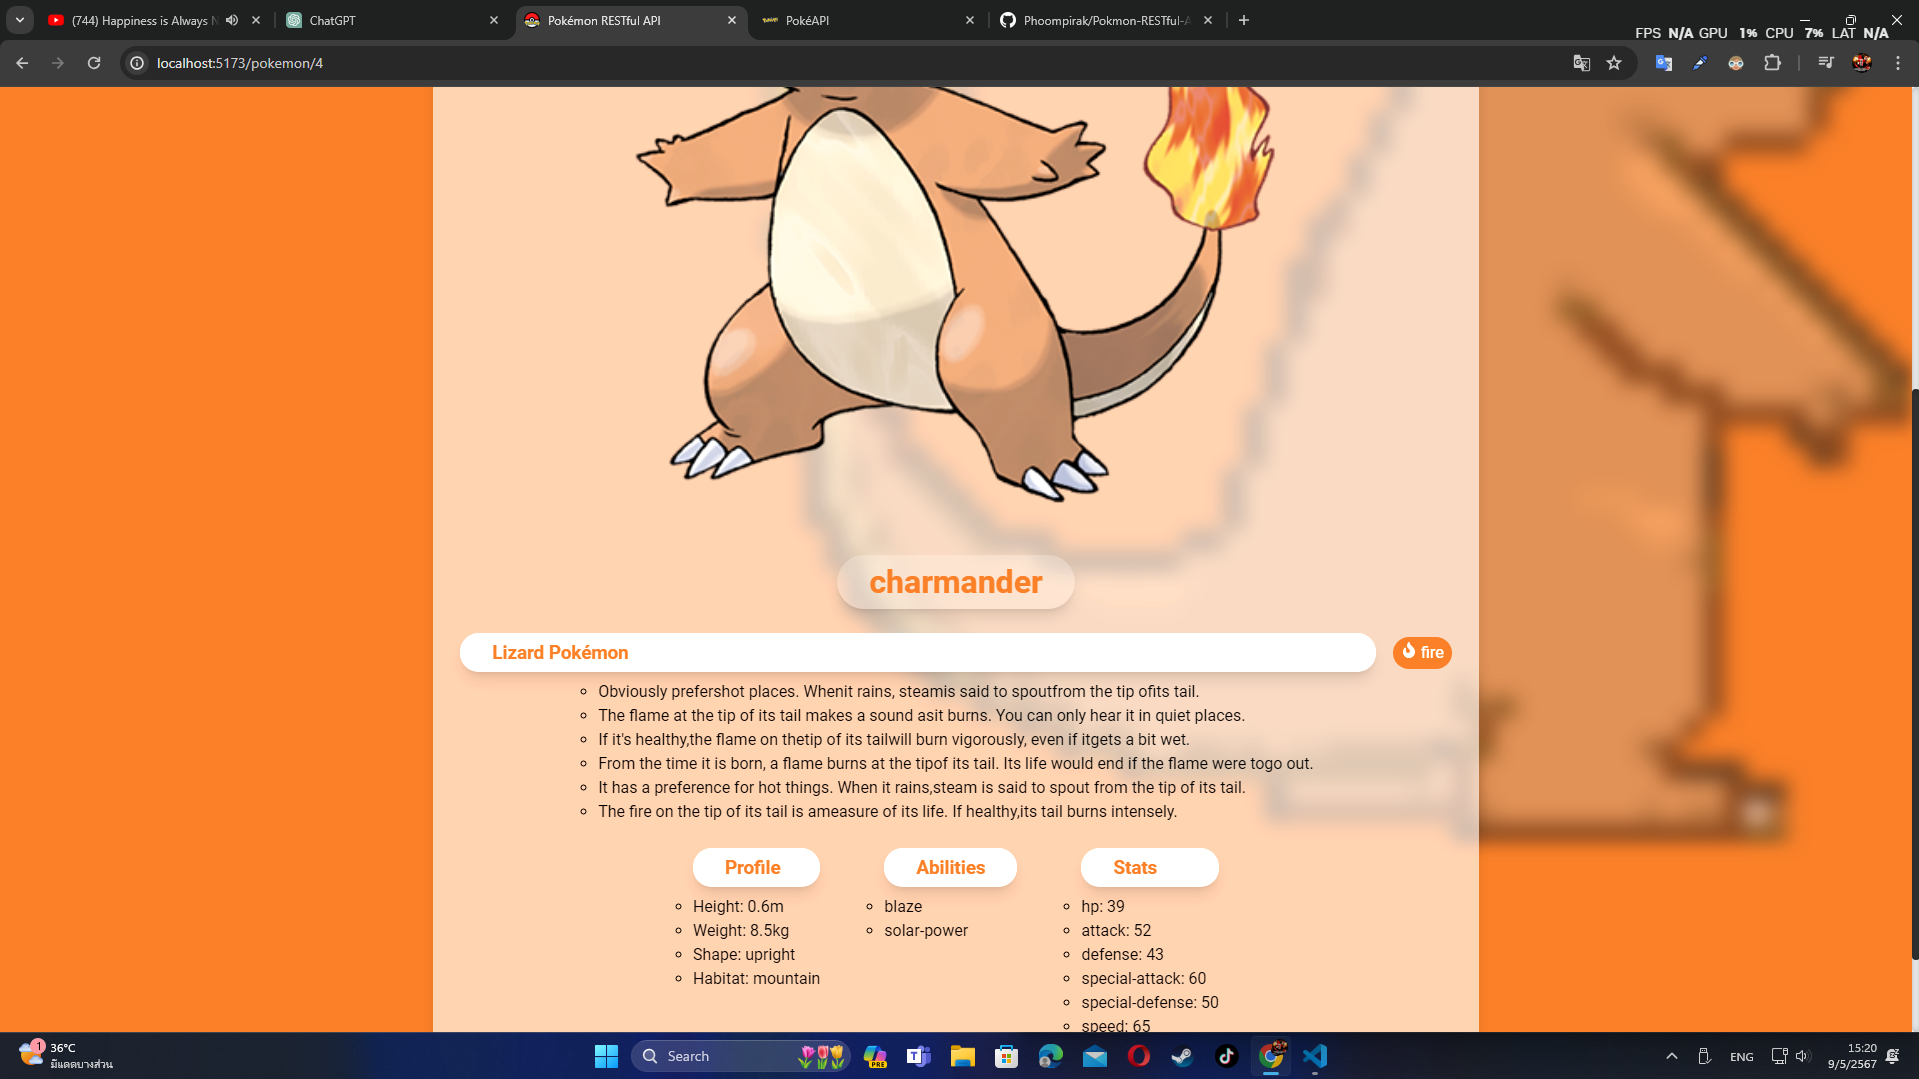 (744) Happiness is Always N
ChatGPT
Pokémon RESTful API
PokéAPI
Phoompirak/Pokmon-RESTful-A
FPS N/A GPU 1% CPU 7% LAT N/A
localhost:5173/pokemon/4
charmander
Lizard Pokémon
fire
Obviously prefershot places. Whenit rains, steamis said to spoutfrom the tip ofits tail.
The flame at the tip of its tail makes a sound asit burns. You can only hear it in quiet places.
If it's healthy,the flame on thetip of its tailwill burn vigorously, even if itgets a bit wet.
From the time it is born, a flame burns at the tipof its tail. Its life would end if the flame were togo out.
It has a preference for hot things. When it rains,steam is said to spout from the tip of its tail.
The fire on the tip of its tail is ameasure of its life. If healthy,its tail burns intensely.
Profile
Height: 0.6m
Weight: 8.5kg
Shape: upright
Habitat: mountain
Abilities
blaze
solar-power
Stats
hp: 39
attack: 52
defense: 43
special-attack: 60
special-defense: 50
speed: 65
1
36°C
มีแดดบางส่วน
Search
PRE
ENG
15:20
9/5/2567